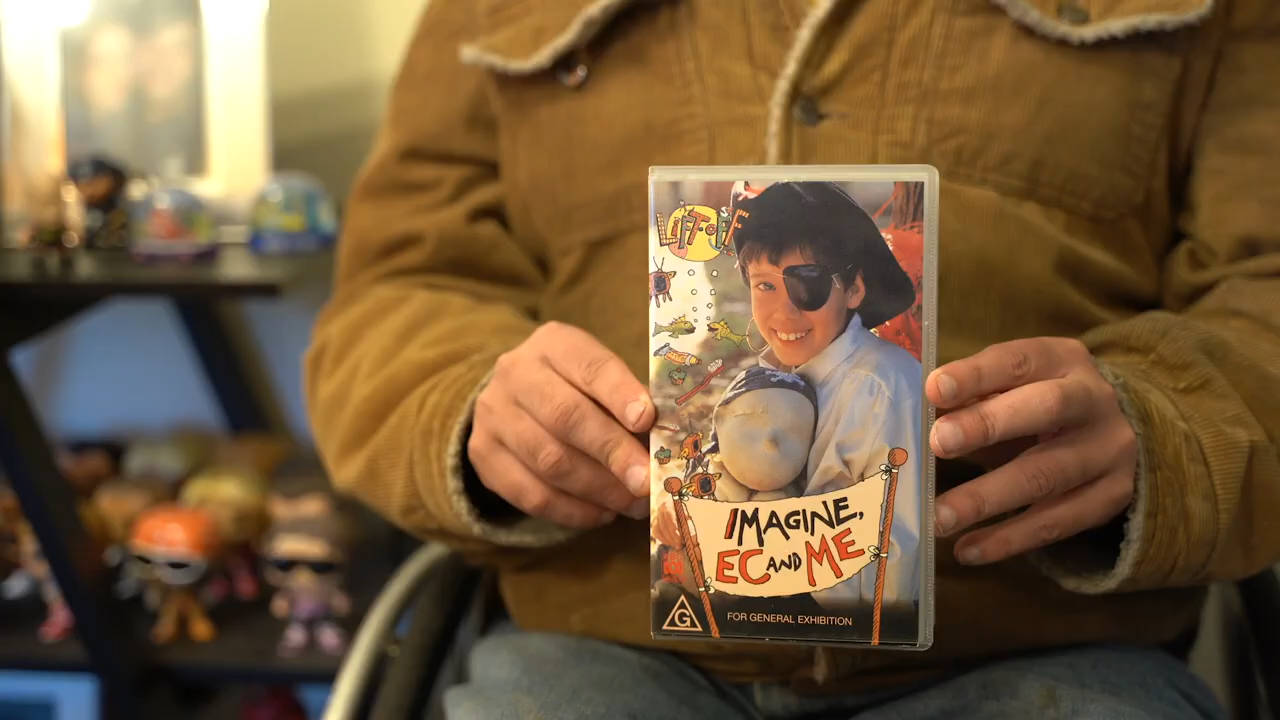 LIFT-OFF
IMAGINE,
EC AND ME
G
FOR GENERAL EXHIBITION